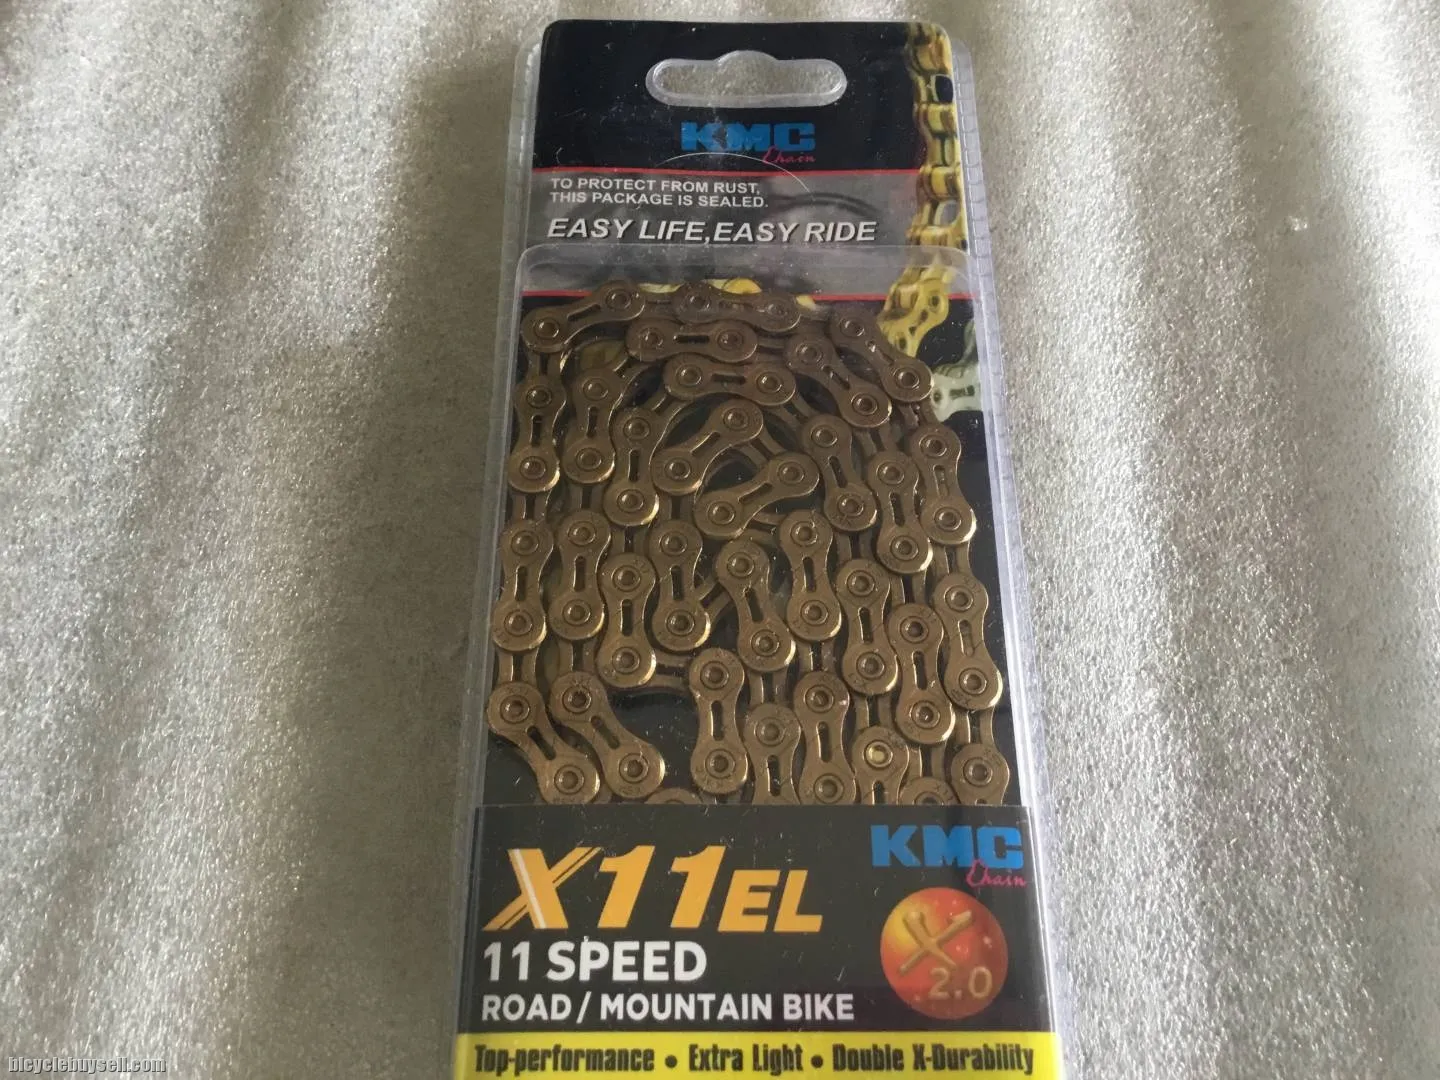 KMC
Chain
TO PROTECT FROM RUST,
THIS PACKAGE IS SEALED.
EASY LIFE,EASY RIDE
KMC
Chain
X11EL
X
2.0
11 SPEED
ROAD / MOUNTAIN BIKE
Top-performance • Extra Light • Double X-Durability
bicyclebuysell.com